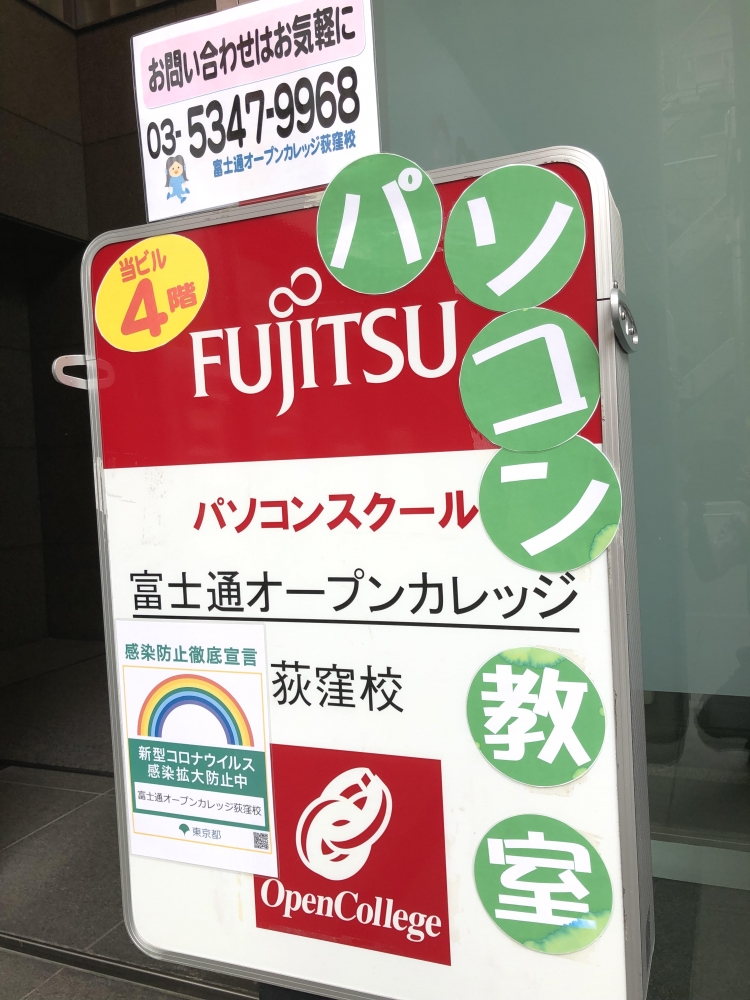 お問い合わせはお気軽に
03-5347-9968
富士通オープンカレッジ荻窪校
当ビル
4階
FUJITSU
パソコン教室
パソコンスクール
富士通オープンカレッジ
荻窪校
感染防止徹底宣言
新型コロナウイルス
感染拡大防止中
富士通オープンカレッジ荻窪校
東京都
OpenCollege